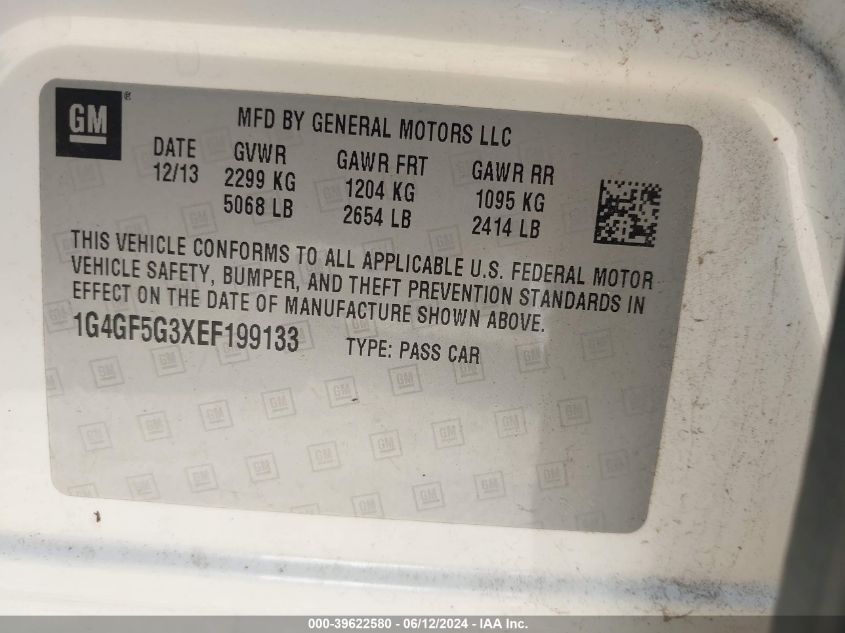 GM ®
MFD BY GENERAL MOTORS LLC
DATE GVWR GAWR FRT GAWR RR
12/13 2299 KG 1204 KG 1095 KG
5068 LB 2654 LB 2414 LB
THIS VEHICLE CONFORMS TO ALL APPLICABLE U.S. FEDERAL MOTOR
VEHICLE SAFETY, BUMPER, AND THEFT PREVENTION STANDARDS IN
EFFECT ON THE DATE OF MANUFACTURE SHOWN ABOVE.
1G4GF5G3XEF199133 TYPE: PASS CAR
000-39622580 - 06/12/2024 - IAA Inc.